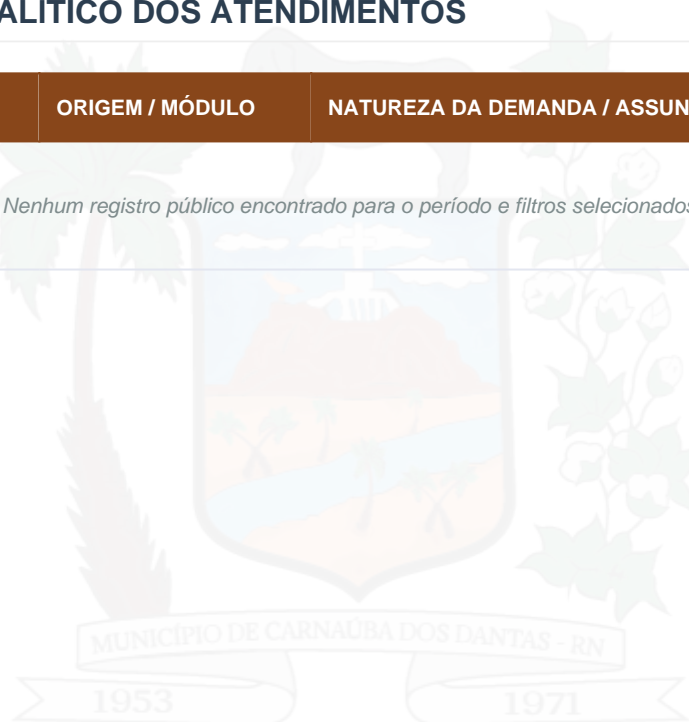 ALÍTICO DOS ATENDIMENTOS
ORIGEM / MÓDULO NATUREZA DA DEMANDA / ASSUN
Nenhum registro público encontrado para o período e filtros selecionados
MUNICÍPIO DE CARNAÚBA DOS DANTAS - RN
1953 1971